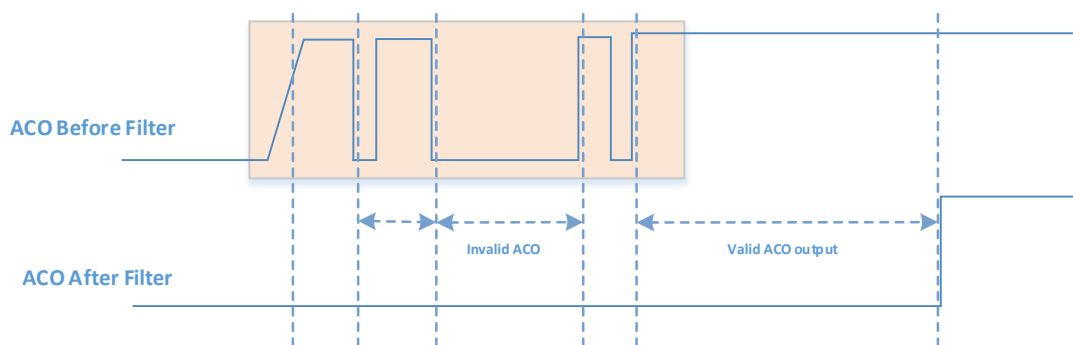 ACO Before Filter
Invalid ACO
Valid ACO output
ACO After Filter